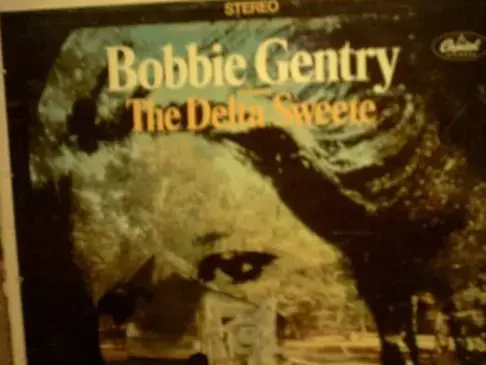 STEREO
Bobbie Gentry
Capitol
The Delta Sweete